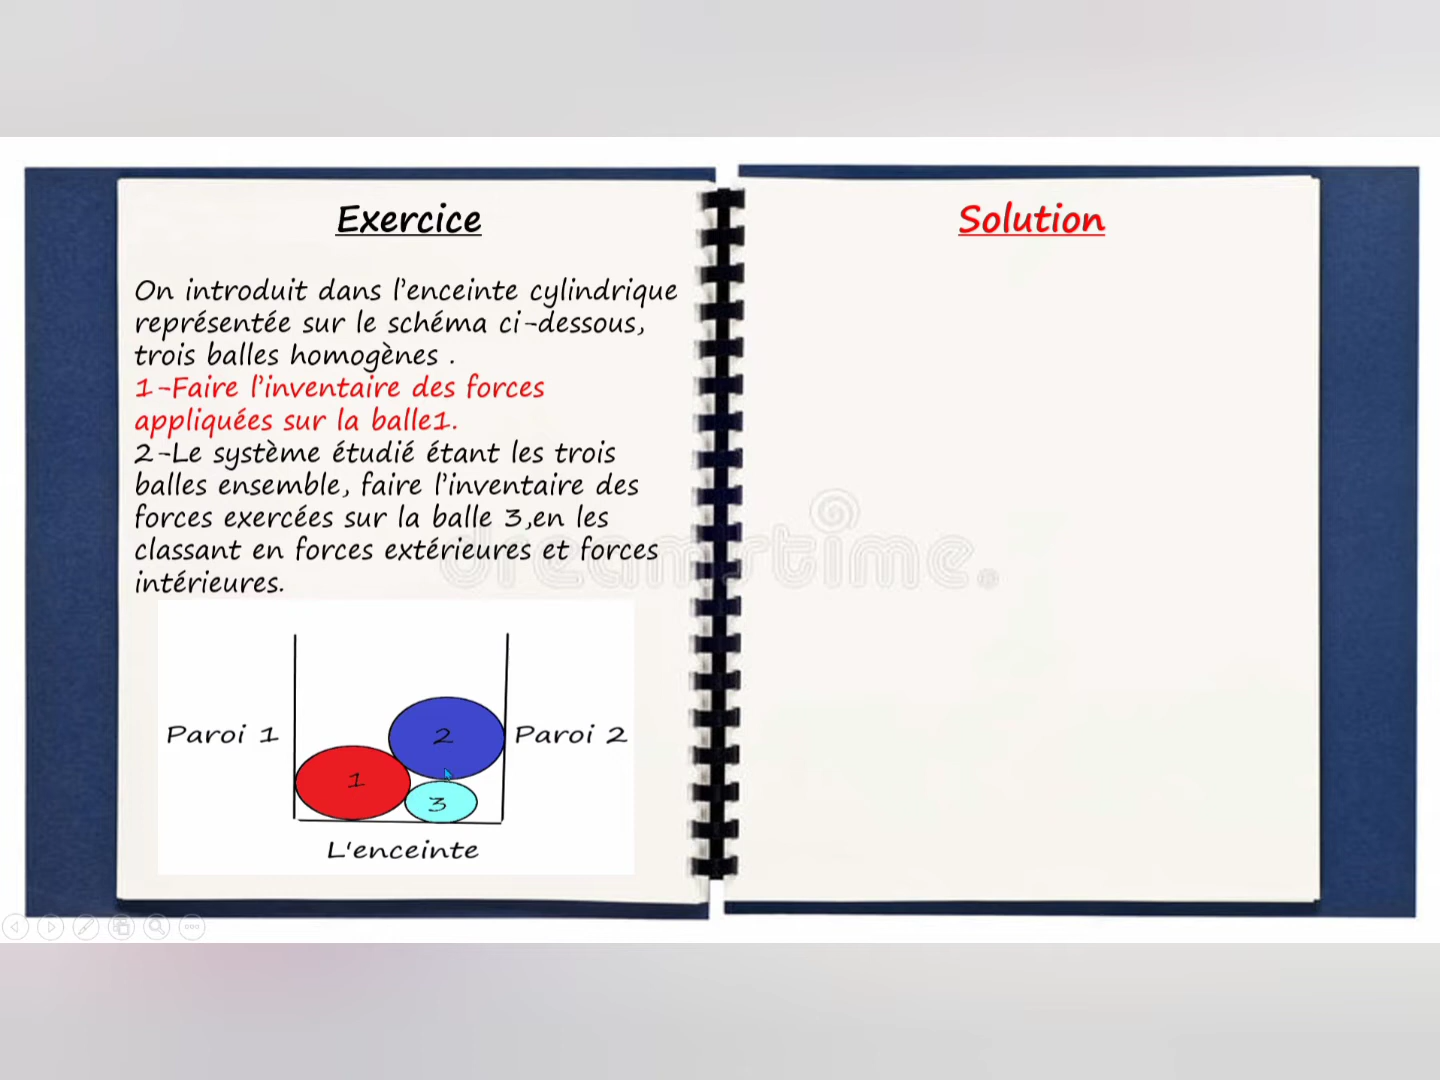 Exercice
On introduit dans l'enceinte cylindrique
représentée sur le schéma ci-dessous,
trois balles homogènes .
1-Faire l'inventaire des forces
appliquées sur la balle1.
2-Le système étudié étant les trois
balles ensemble, faire l'inventaire des
forces exercées sur la balle 3,en les
classant en forces extérieures et forces
intérieures.
Paroi 1
2
Paroi 2
1
3
L'enceinte
Solution
dreamstime.